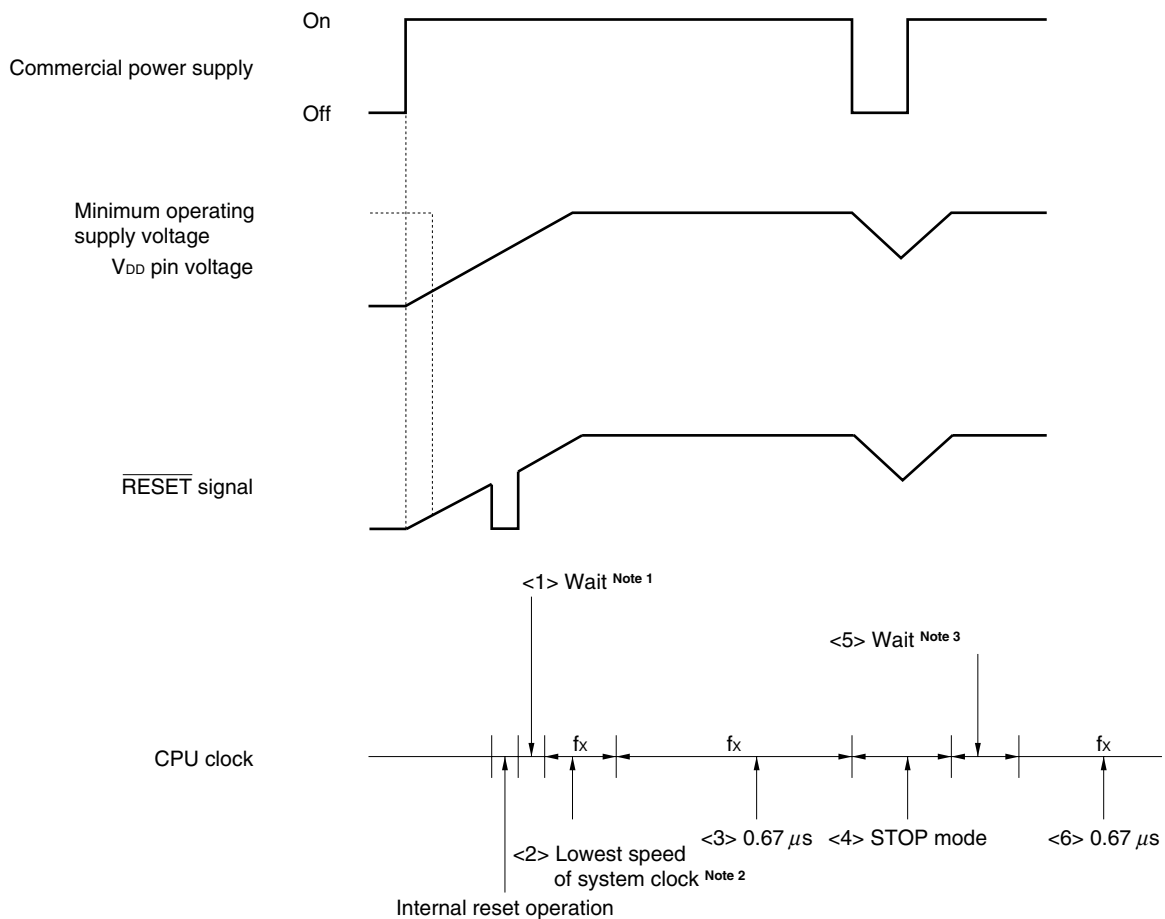 On
Commercial power supply
Off
Minimum operating
supply voltage
VDD pin voltage
RESET signal
<1> Wait Note 1
<5> Wait Note 3
CPU clock
fX
fX
fX
<3> 0.67 µs
<4> STOP mode
<6> 0.67 µs
<2> Lowest speed
of system clock Note 2
Internal reset operation